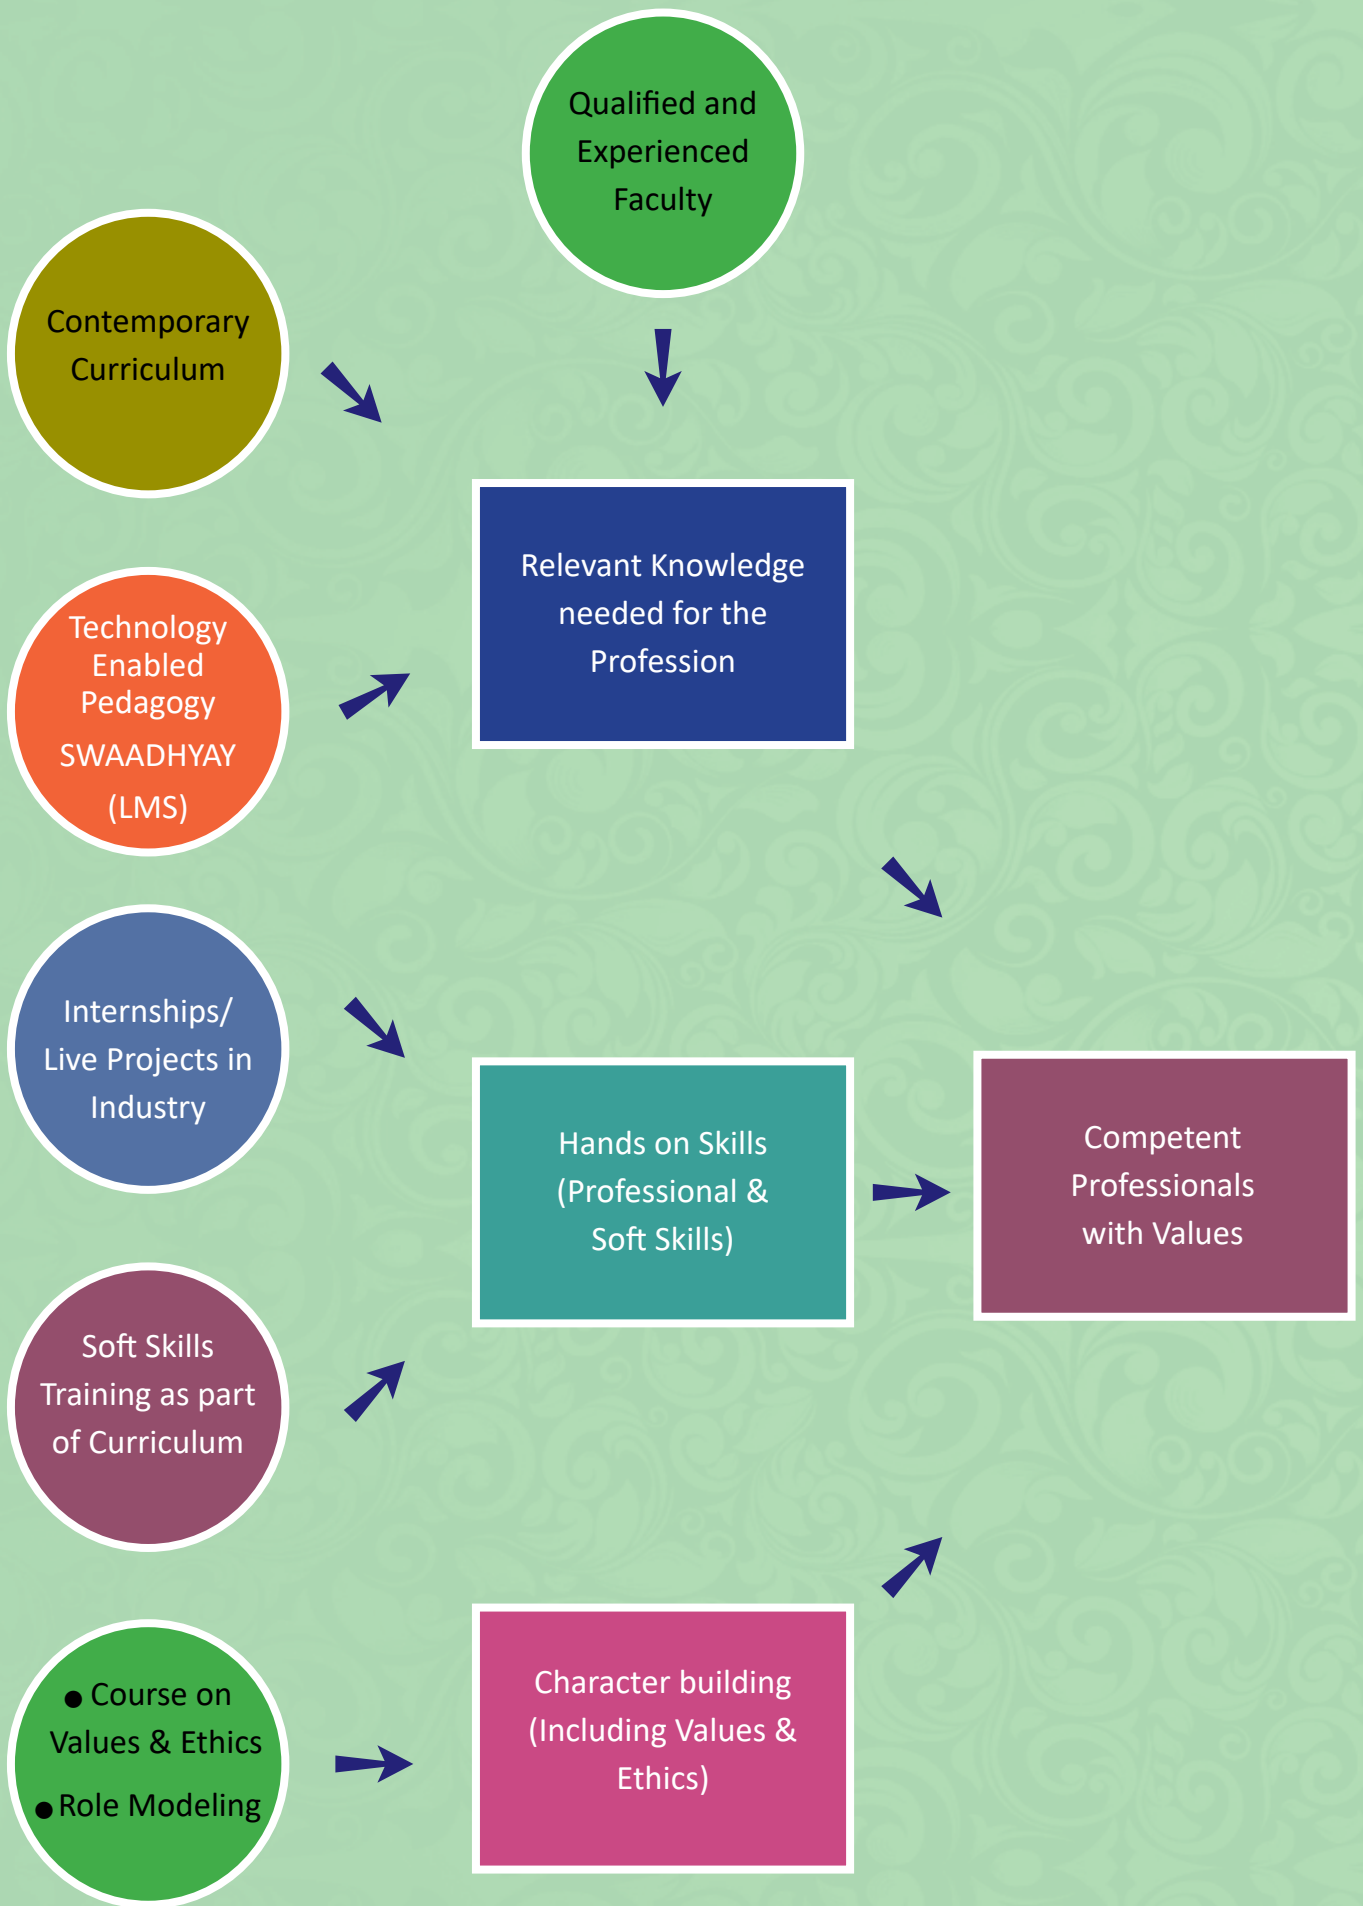 Qualified and
Experienced
Faculty
Contemporary
Curriculum
Relevant Knowledge
needed for the
Profession
Technology
Enabled
Pedagogy
SWAADHYAY
(LMS)
Internships/
Live Projects in
Industry
Hands on Skills
(Professional &
Soft Skills)
Competent
Professionals
with Values
Soft Skills
Training as part
of Curriculum
● Course on
Values & Ethics
● Role Modeling
Character building
(Including Values &
Ethics)